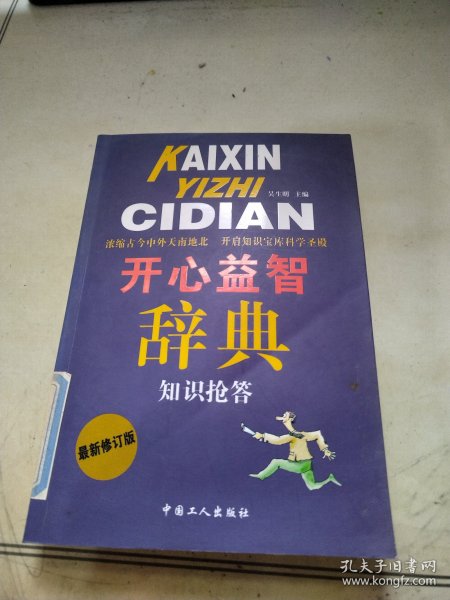 KAIXIN
YIZHI
吴生明 主编
CIDIAN
浓缩古今中外天南地北 开启知识宝库科学圣殿
开心益智
辞典
知识抢答
最新修订版
中国工人出版社
孔夫子旧书网
www.kongfz.com